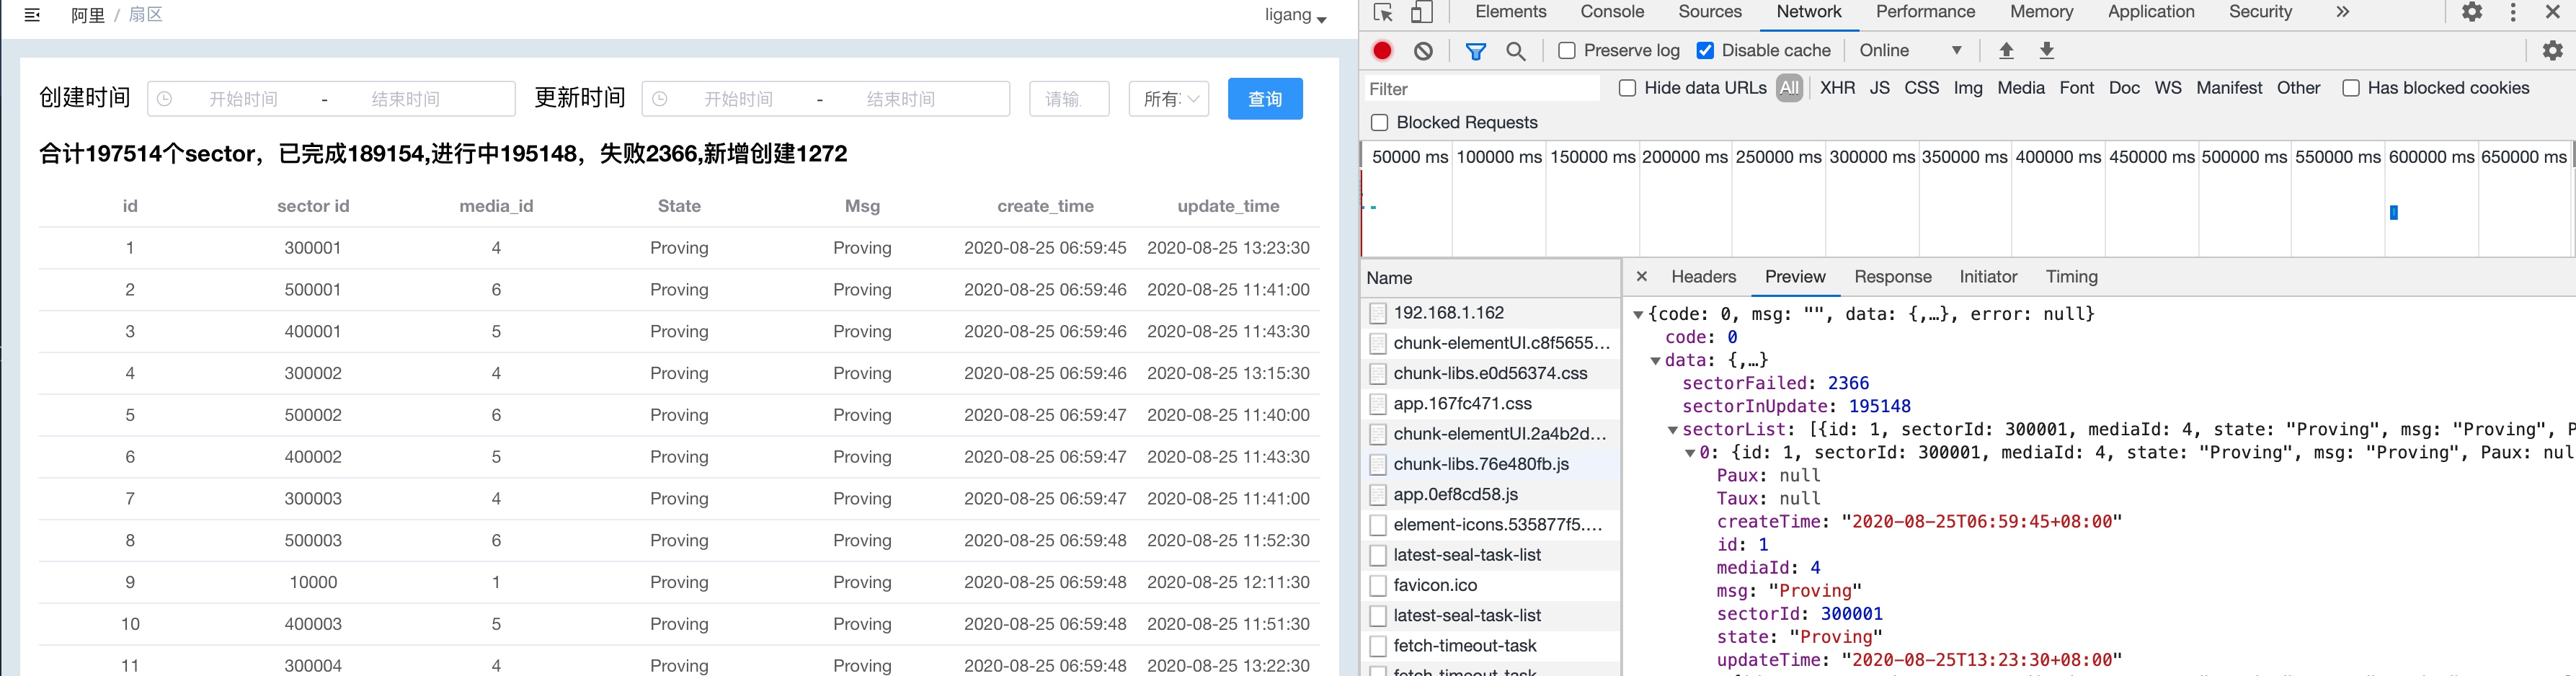 阿里 / 扇区
ligang
创建时间 开始时间 - 结束时间 更新时间 开始时间 - 结束时间 请输 所有 查询
合计197514个sector，已完成189154,进行中195148，失败2366,新增创建1272
id sector id media_id State Msg create_time update_time
1 300001 4 Proving Proving 2020-08-25 06:59:45 2020-08-25 13:23:30
2 500001 6 Proving Proving 2020-08-25 06:59:46 2020-08-25 11:41:00
3 400001 5 Proving Proving 2020-08-25 06:59:46 2020-08-25 11:43:30
4 300002 4 Proving Proving 2020-08-25 06:59:46 2020-08-25 13:15:30
5 500002 6 Proving Proving 2020-08-25 06:59:47 2020-08-25 11:40:00
6 400002 5 Proving Proving 2020-08-25 06:59:47 2020-08-25 11:43:30
7 300003 4 Proving Proving 2020-08-25 06:59:47 2020-08-25 11:41:00
8 500003 6 Proving Proving 2020-08-25 06:59:48 2020-08-25 11:52:30
9 10000 1 Proving Proving 2020-08-25 06:59:48 2020-08-25 12:11:30
10 400003 5 Proving Proving 2020-08-25 06:59:48 2020-08-25 11:51:30
11 300004 4 Proving Proving 2020-08-25 06:59:48 2020-08-25 13:22:30
Elements Console Sources Network Performance Memory Application Security »
Preserve log Disable cache Online
Filter Hide data URLs All XHR JS CSS Img Media Font Doc WS Manifest Other Has blocked cookies
Blocked Requests
50000 ms 100000 ms 150000 ms 200000 ms 250000 ms 300000 ms 350000 ms 400000 ms 450000 ms 500000 ms 550000 ms 600000 ms 650000 ms
Name
192.168.1.162
chunk-elementUI.c8f5655…
chunk-libs.e0d56374.css
app.167fc471.css
chunk-elementUI.2a4b2d…
chunk-libs.76e480fb.js
app.0ef8cd58.js
element-icons.535877f5.…
latest-seal-task-list
favicon.ico
latest-seal-task-list
fetch-timeout-task
fetch-timeout-task
Headers Preview Response Initiator Timing
{code: 0, msg: "", data: {,…}, error: null}
code: 0
data: {,…}
sectorFailed: 2366
sectorInUpdate: 195148
sectorList: [{id: 1, sectorId: 300001, mediaId: 4, state: "Proving", msg: "Proving", P
0: {id: 1, sectorId: 300001, mediaId: 4, state: "Proving", msg: "Proving", Paux: nul
Paux: null
Taux: null
createTime: "2020-08-25T06:59:45+08:00"
id: 1
mediaId: 4
msg: "Proving"
sectorId: 300001
state: "Proving"
updateTime: "2020-08-25T13:23:30+08:00"